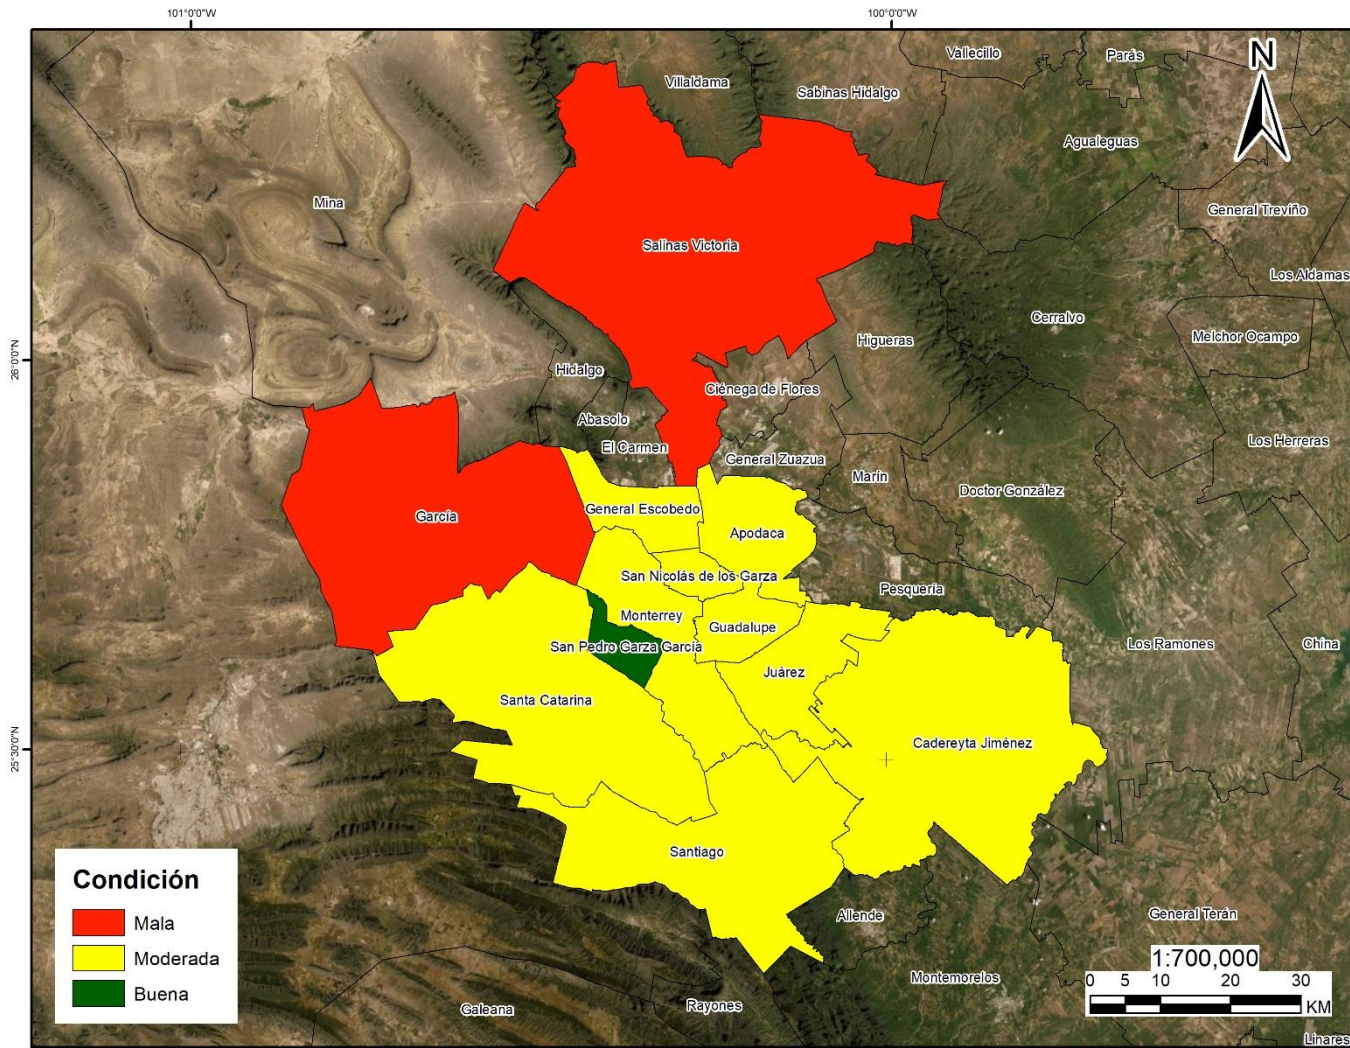 101°0'0"W
100°0'0"W
Vallecillo
Parás
N
Villaldama
Sabinas Hidalgo
Agualeguas
Mina
General Treviño
Salinas Victoria
Los Aldamas
Cerralvo
Melchor Ocampo
Higueras
26°0'0"N
Hidalgo
Ciénega de Flores
Abasolo
El Carmen
Los Herreras
General Zuazua
Marín
Doctor González
García
General Escobedo
Apodaca
San Nicolás de los Garza
Pesquería
Monterrey
Guadalupe
San Pedro Garza García
Los Ramones
China
Juárez
Santa Catarina
Cadereyta Jiménez
25°30'0"N
Santiago
Condición
Mala
Moderada
Buena
Allende
General Terán
1:700,000
Montemorelos
0 5 10 20 30
KM
Galeana
Rayones
Linares